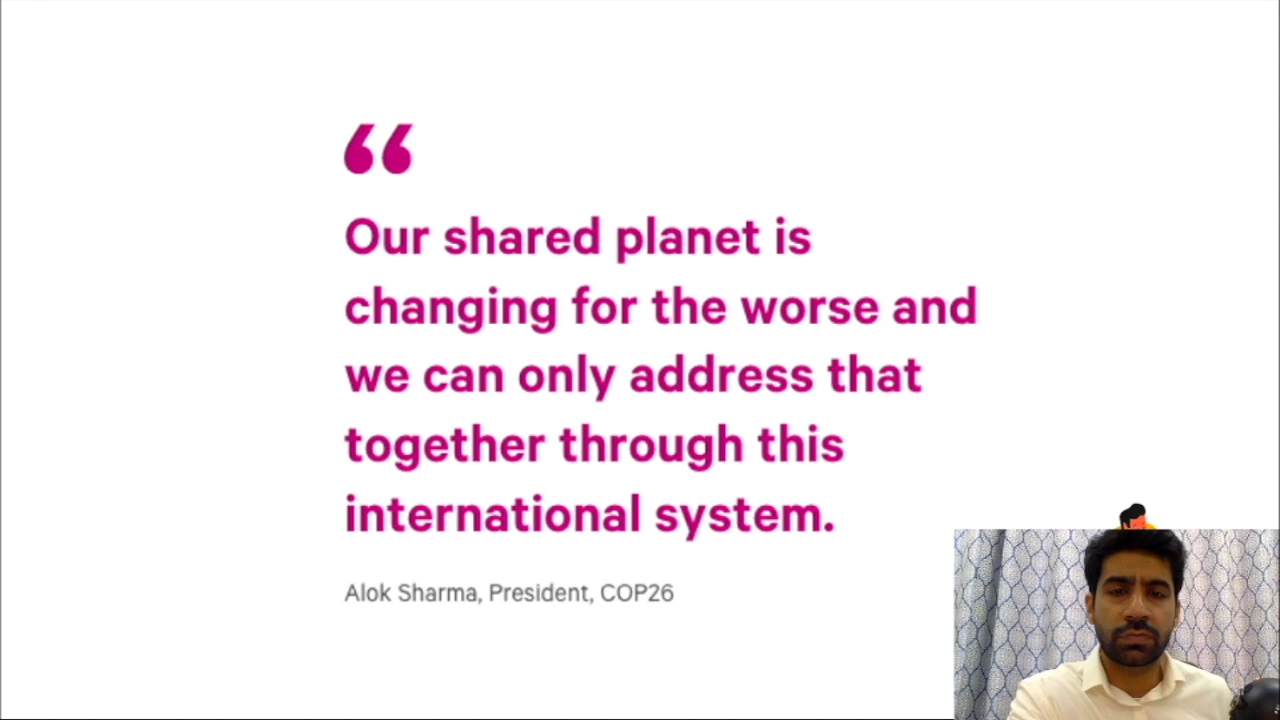 “
Our shared planet is
changing for the worse and
we can only address that
together through this
international system.
Alok Sharma, President, COP26